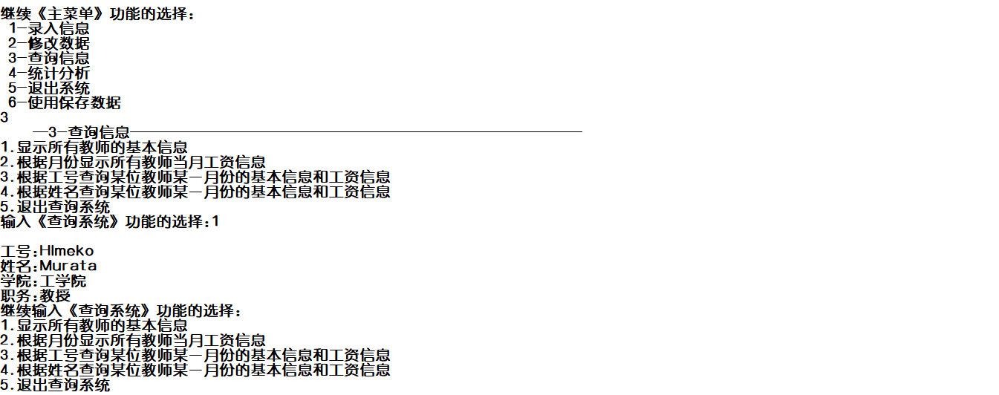 继续《主菜单》功能的选择:
1-录入信息
2-修改数据
3-查询信息
4-统计分析
5-退出系统
6-使用保存数据
3
—3-查询信息—————————————————————————————
1.显示所有教师的基本信息
2.根据月份显示所有教师当月工资信息
3.根据工号查询某位教师某一月份的基本信息和工资信息
4.根据姓名查询某位教师某一月份的基本信息和工资信息
5.退出查询系统
输入《查询系统》功能的选择:1
工号:HImeko
姓名:Murata
学院:工学院
职务:教授
继续输入《查询系统》功能的选择:
1.显示所有教师的基本信息
2.根据月份显示所有教师当月工资信息
3.根据工号查询某位教师某一月份的基本信息和工资信息
4.根据姓名查询某位教师某一月份的基本信息和工资信息
5.退出查询系统